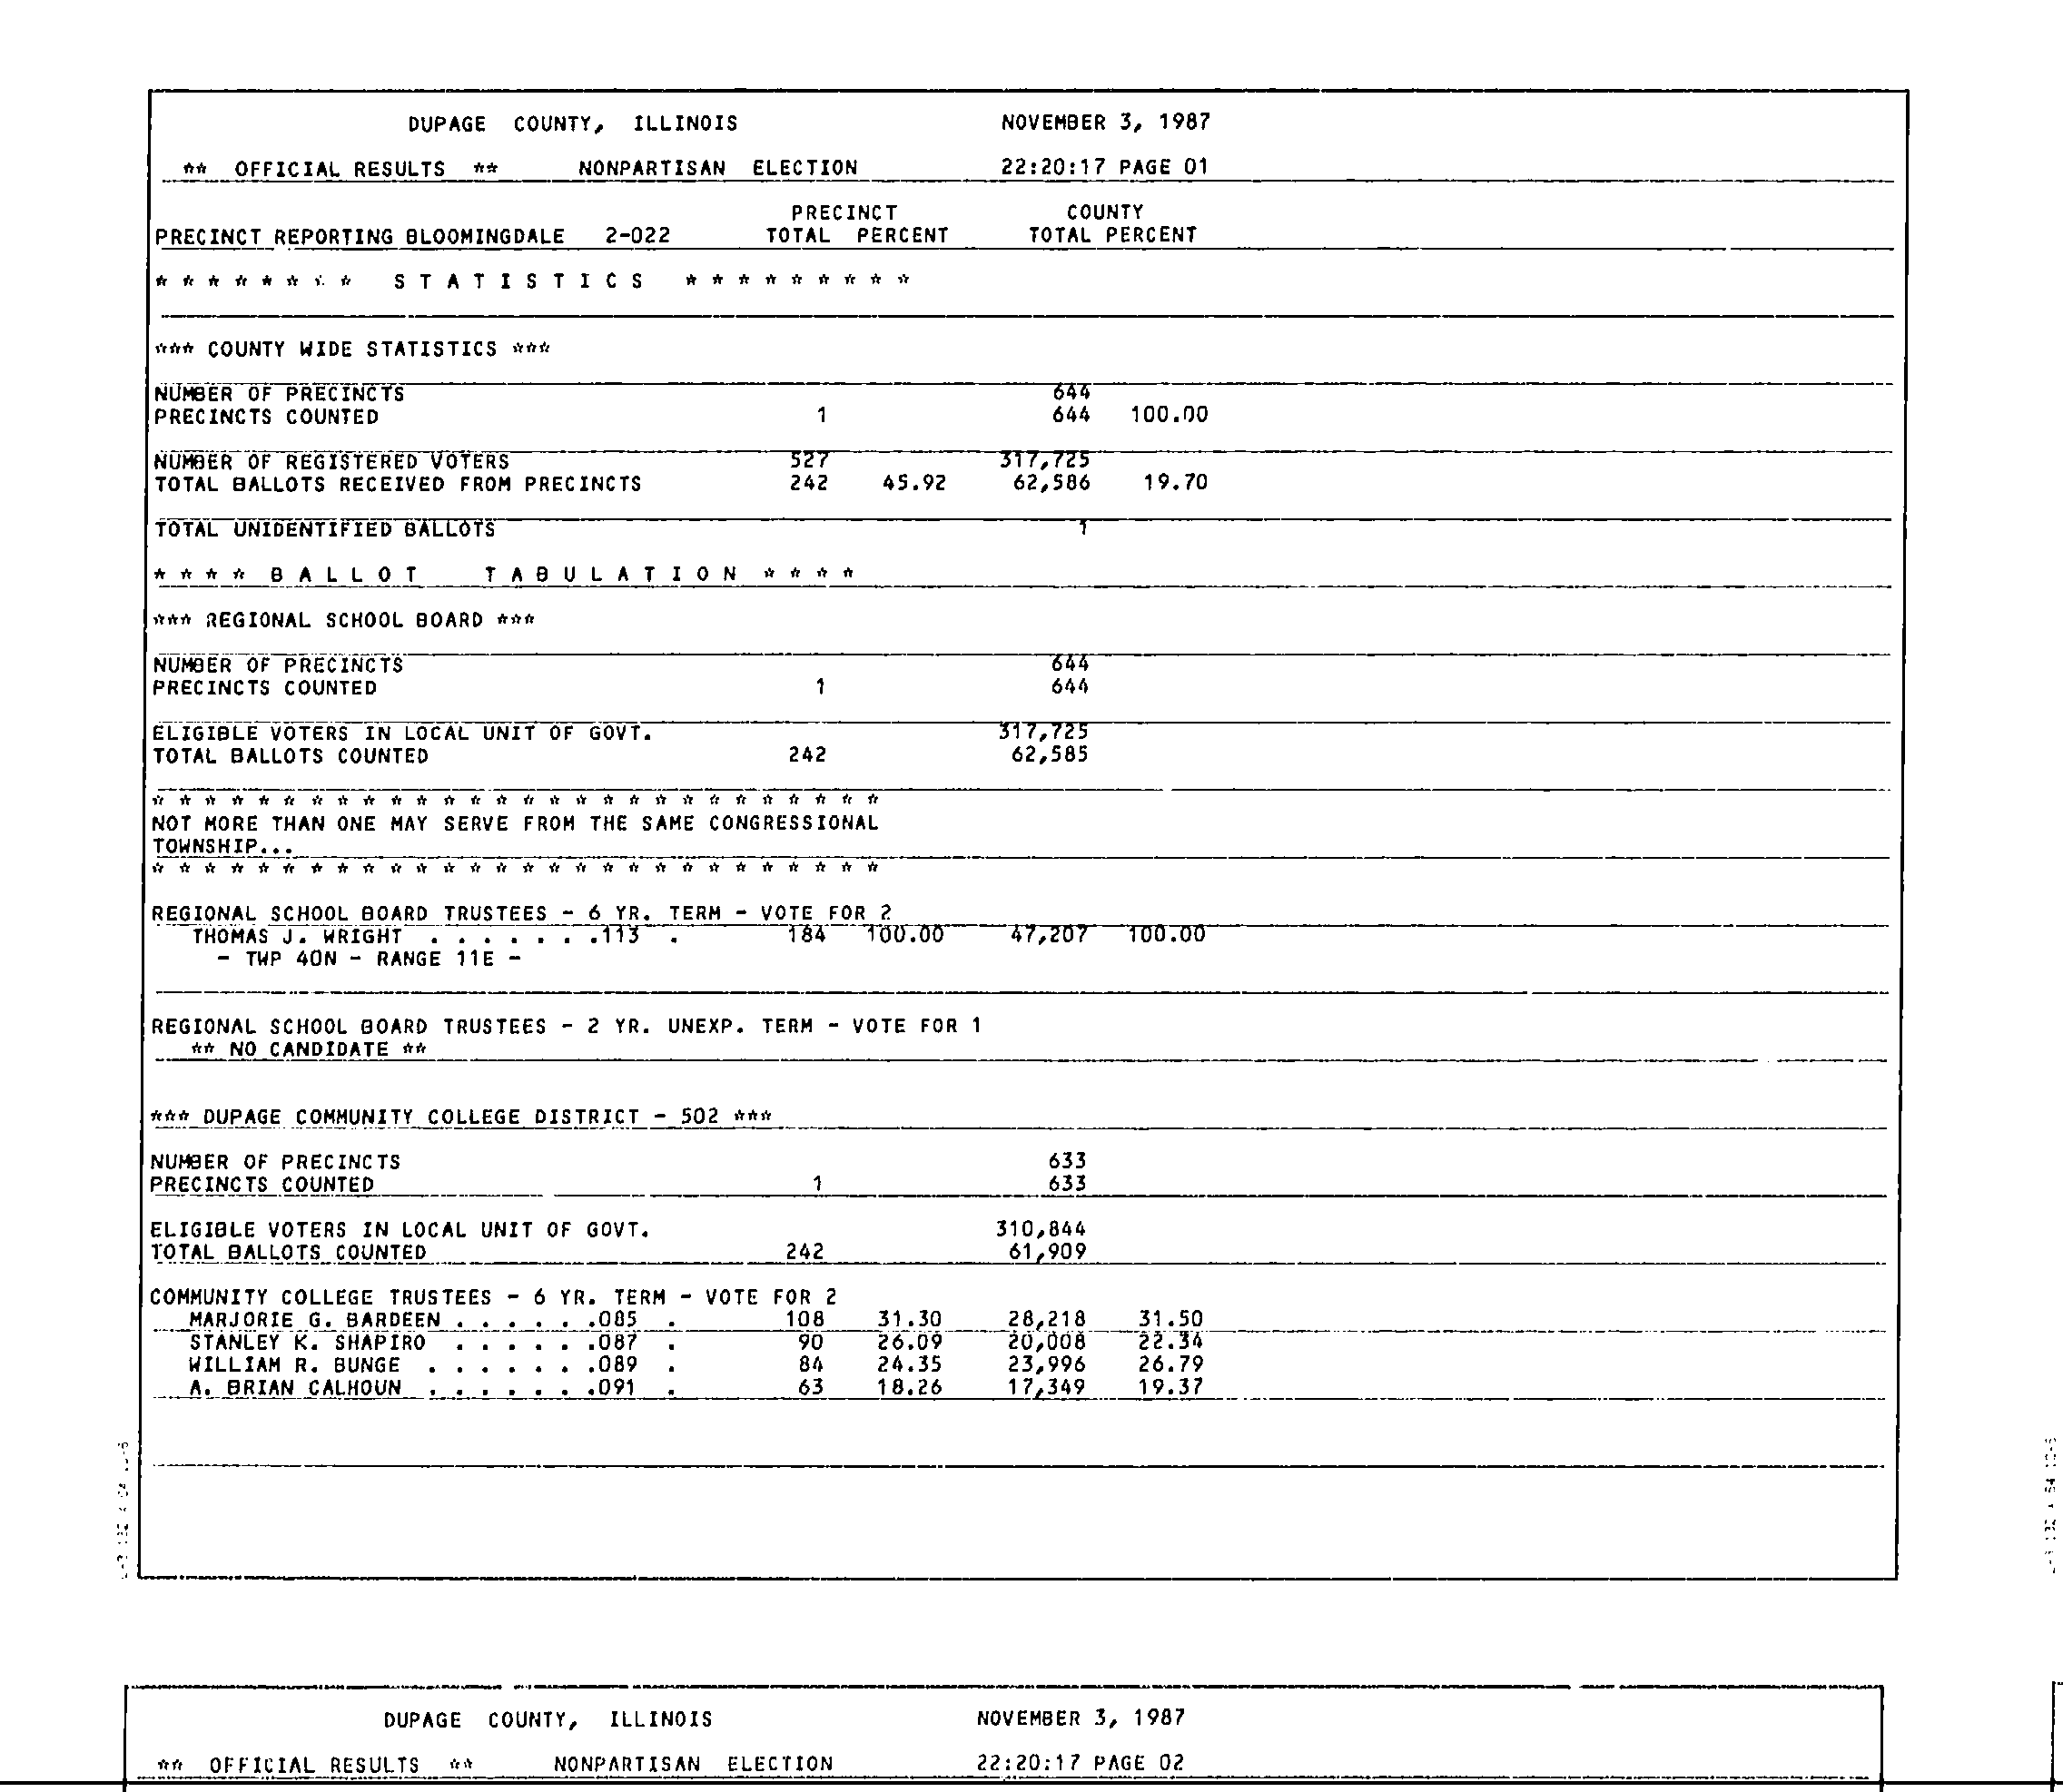 DUPAGE COUNTY, ILLINOIS NOVEMBER 3, 1987
** OFFICIAL RESULTS ** NONPARTISAN ELECTION 22:20:17 PAGE 01
PRECINCT COUNTY
PRECINCT REPORTING BLOOMINGDALE 2-022 TOTAL PERCENT TOTAL PERCENT
* * * * * * * * S T A T I S T I C S * * * * * * * * *
*** COUNTY WIDE STATISTICS ***
NUMBER OF PRECINCTS 644
PRECINCTS COUNTED 1 644 100.00
NUMBER OF REGISTERED VOTERS 527 317,725
TOTAL BALLOTS RECEIVED FROM PRECINCTS 242 45.92 62,586 19.70
TOTAL UNIDENTIFIED BALLOTS 1
* * * * B A L L O T T A B U L A T I O N * * * *
*** REGIONAL SCHOOL BOARD ***
NUMBER OF PRECINCTS 644
PRECINCTS COUNTED 1 644
ELIGIBLE VOTERS IN LOCAL UNIT OF GOVT. 317,725
TOTAL BALLOTS COUNTED 242 62,585
* * * * * * * * * * * * * * * * * * * * * * * * * * * *
NOT MORE THAN ONE MAY SERVE FROM THE SAME CONGRESSIONAL
TOWNSHIP...
* * * * * * * * * * * * * * * * * * * * * * * * * * * *
REGIONAL SCHOOL BOARD TRUSTEES - 6 YR. TERM - VOTE FOR 2
THOMAS J. WRIGHT . . . . . . .113 . 184 100.00 47,207 100.00
- TWP 40N - RANGE 11E -
REGIONAL SCHOOL BOARD TRUSTEES - 2 YR. UNEXP. TERM - VOTE FOR 1
** NO CANDIDATE **
*** DUPAGE COMMUNITY COLLEGE DISTRICT - 502 ***
NUMBER OF PRECINCTS 633
PRECINCTS COUNTED 1 633
ELIGIBLE VOTERS IN LOCAL UNIT OF GOVT. 310,844
TOTAL BALLOTS COUNTED 242 61,909
COMMUNITY COLLEGE TRUSTEES - 6 YR. TERM - VOTE FOR 2
MARJORIE G. BARDEEN . . . . . .085 . 108 31.30 28,218 31.50
STANLEY K. SHAPIRO . . . . . .087 . 90 26.09 20,008 22.34
WILLIAM R. BUNGE . . . . . . .089 . 84 24.35 23,996 26.79
A. BRIAN CALHOUN . . . . . . .091 . 63 18.26 17,349 19.37
DUPAGE COUNTY, ILLINOIS NOVEMBER 3, 1987
** OFFICIAL RESULTS ** NONPARTISAN ELECTION 22:20:17 PAGE 02